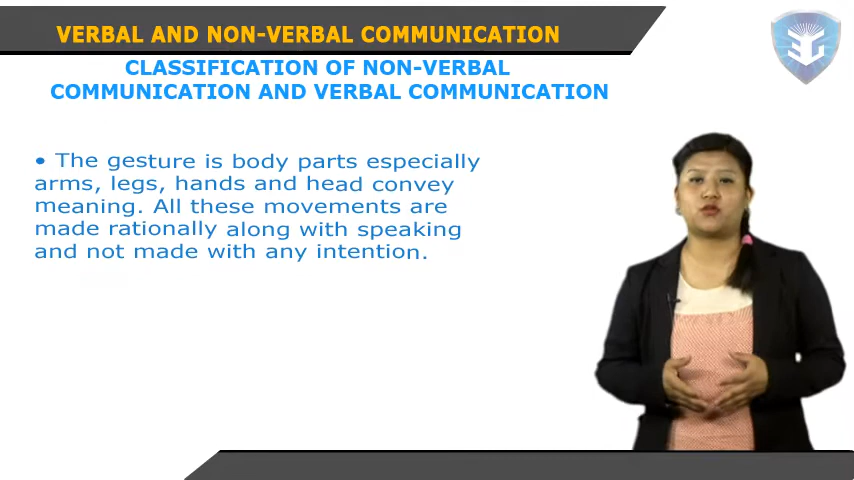 VERBAL AND NON-VERBAL COMMUNICATION
CLASSIFICATION OF NON-VERBAL
COMMUNICATION AND VERBAL COMMUNICATION
• The gesture is body parts especially
arms, legs, hands and head convey
meaning. All these movements are
made rationally along with speaking
and not made with any intention.